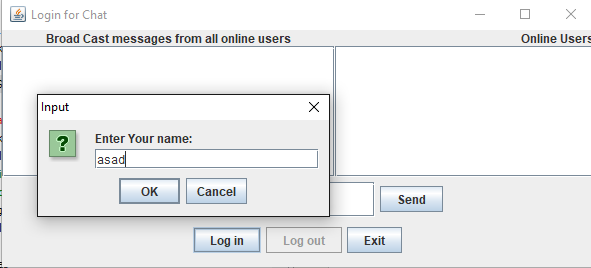 Login for Chat
Broad Cast messages from all online users
Online Users
Input
?
Enter Your name:
asad
OK
Cancel
Send
Log in
Log out
Exit